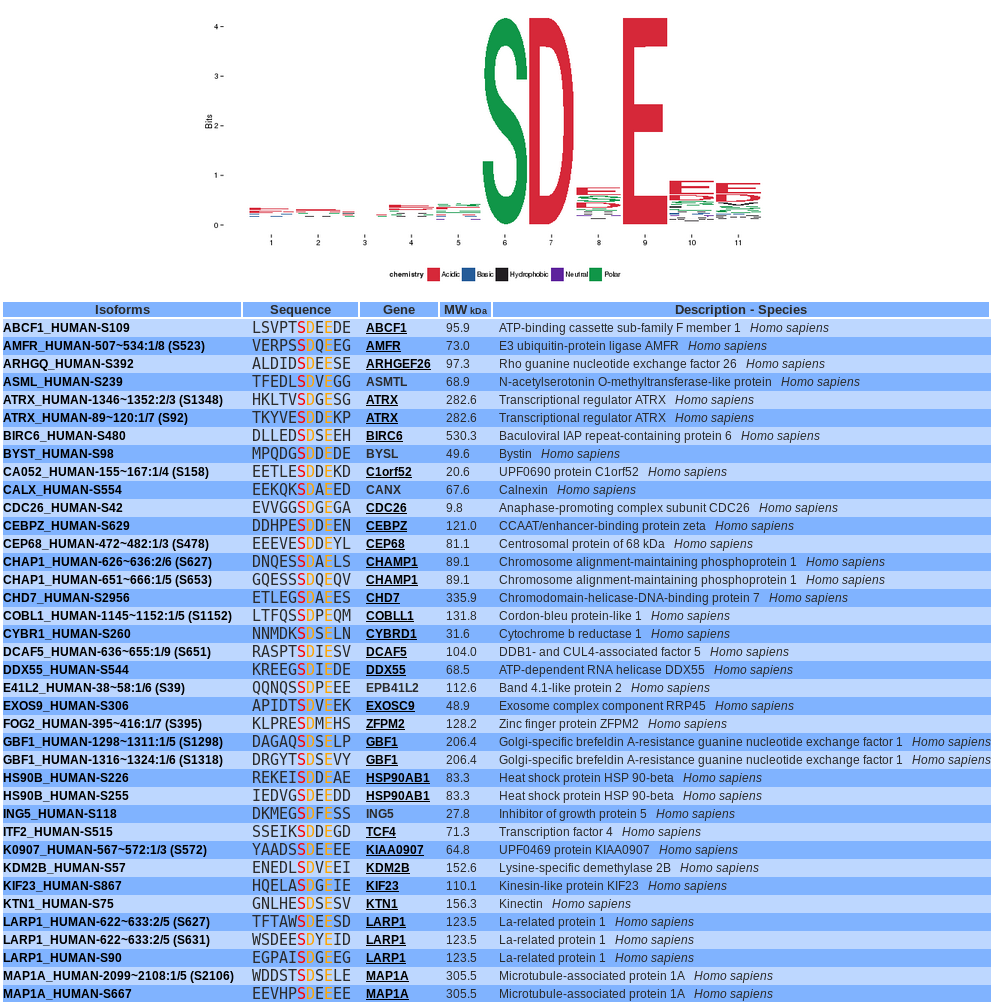 4
3
Bits
2
1
0
SD E
1 2 3 4 5 6 7 8 9 10 11
chemistry Acidic Basic Hydrophobic Neutral Polar
Isoforms Sequence Gene MW kDa Description - Species
ABCF1_HUMAN-S109 LSVPTSDEEDE ABCF1 95.9 ATP-binding cassette sub-family F member 1 Homo sapiens
AMFR_HUMAN-507~534:1/8 (S523) VERPSSDQEEG AMFR 73.0 E3 ubiquitin-protein ligase AMFR Homo sapiens
ARHGQ_HUMAN-S392 ALDIDSDEESE ARHGEF26 97.3 Rho guanine nucleotide exchange factor 26 Homo sapiens
ASML_HUMAN-S239 TFEDLSDVEGG ASMTL 68.9 N-acetylserotonin O-methyltransferase-like protein Homo sapiens
ATRX_HUMAN-1346~1352:2/3 (S1348) HKLTVSDGESG ATRX 282.6 Transcriptional regulator ATRX Homo sapiens
ATRX_HUMAN-89~120:1/7 (S92) TKYVESDDEKP ATRX 282.6 Transcriptional regulator ATRX Homo sapiens
BIRC6_HUMAN-S480 DLLEDSDSEEH BIRC6 530.3 Baculoviral IAP repeat-containing protein 6 Homo sapiens
BYST_HUMAN-S98 MPQDGSDDEDE BYSL 49.6 Bystin Homo sapiens
CA052_HUMAN-155~167:1/4 (S158) EETLESDDEKD C1orf52 20.6 UPF0690 protein C1orf52 Homo sapiens
CALX_HUMAN-S554 EEKQKSDAEED CANX 67.6 Calnexin Homo sapiens
CDC26_HUMAN-S42 EVVGGSDGEGA CDC26 9.8 Anaphase-promoting complex subunit CDC26 Homo sapiens
CEBPZ_HUMAN-S629 DDHPESDDEEN CEBPZ 121.0 CCAAT/enhancer-binding protein zeta Homo sapiens
CEP68_HUMAN-472~482:1/3 (S478) EEEVESDDEYL CEP68 81.1 Centrosomal protein of 68 kDa Homo sapiens
CHAP1_HUMAN-626~636:2/6 (S627) DNQESSDAELS CHAMP1 89.1 Chromosome alignment-maintaining phosphoprotein 1 Homo sapiens
CHAP1_HUMAN-651~666:1/5 (S653) GQESSSDQEQV CHAMP1 89.1 Chromosome alignment-maintaining phosphoprotein 1 Homo sapiens
CHD7_HUMAN-S2956 ETLEGSDAEES CHD7 335.9 Chromodomain-helicase-DNA-binding protein 7 Homo sapiens
COBL1_HUMAN-1145~1152:1/5 (S1152) LTFQSSDPEQM COBLL1 131.8 Cordon-bleu protein-like 1 Homo sapiens
CYBR1_HUMAN-S260 NNMDKSDSELN CYBRD1 31.6 Cytochrome b reductase 1 Homo sapiens
DCAF5_HUMAN-636~655:1/9 (S651) RASPTSDIESV DCAF5 104.0 DDB1- and CUL4-associated factor 5 Homo sapiens
DDX55_HUMAN-S544 KREEGSDIEDE DDX55 68.5 ATP-dependent RNA helicase DDX55 Homo sapiens
E41L2_HUMAN-38~58:1/6 (S39) QQNQSSDPEEE EPB41L2 112.6 Band 4.1-like protein 2 Homo sapiens
EXOS9_HUMAN-S306 APIDTSDVEEK EXOSC9 48.9 Exosome complex component RRP45 Homo sapiens
FOG2_HUMAN-395~416:1/7 (S395) KLPRESDMEHS ZFPM2 128.2 Zinc finger protein ZFPM2 Homo sapiens
GBF1_HUMAN-1298~1311:1/5 (S1298) DAGAQSDSELP GBF1 206.4 Golgi-specific brefeldin A-resistance guanine nucleotide exchange factor 1 Homo sapiens
GBF1_HUMAN-1316~1324:1/6 (S1318) DRGYTSDSEVY GBF1 206.4 Golgi-specific brefeldin A-resistance guanine nucleotide exchange factor 1 Homo sapiens
HS90B_HUMAN-S226 REKEISDDEAE HSP90AB1 83.3 Heat shock protein HSP 90-beta Homo sapiens
HS90B_HUMAN-S255 IEDVGSDEEDD HSP90AB1 83.3 Heat shock protein HSP 90-beta Homo sapiens
ING5_HUMAN-S118 DKMEGSDFESS ING5 27.8 Inhibitor of growth protein 5 Homo sapiens
ITF2_HUMAN-S515 SSEIKSDDEGD TCF4 71.3 Transcription factor 4 Homo sapiens
K0907_HUMAN-567~572:1/3 (S572) YAADSSDEEEE KIAA0907 64.8 UPF0469 protein KIAA0907 Homo sapiens
KDM2B_HUMAN-S57 ENEDLSDVEEI KDM2B 152.6 Lysine-specific demethylase 2B Homo sapiens
KIF23_HUMAN-S867 HQELASDGEIE KIF23 110.1 Kinesin-like protein KIF23 Homo sapiens
KTN1_HUMAN-S75 GNLHESDSESV KTN1 156.3 Kinectin Homo sapiens
LARP1_HUMAN-622~633:2/5 (S627) TFTAWSDEESD LARP1 123.5 La-related protein 1 Homo sapiens
LARP1_HUMAN-622~633:2/5 (S631) WSDEESDYEID LARP1 123.5 La-related protein 1 Homo sapiens
LARP1_HUMAN-S90 EGPAISDGEEG LARP1 123.5 La-related protein 1 Homo sapiens
MAP1A_HUMAN-2099~2108:1/5 (S2106) WDDSTSDSELE MAP1A 305.5 Microtubule-associated protein 1A Homo sapiens
MAP1A_HUMAN-S667 EEVHPSDEEEE MAP1A 305.5 Microtubule-associated protein 1A Homo sapiens